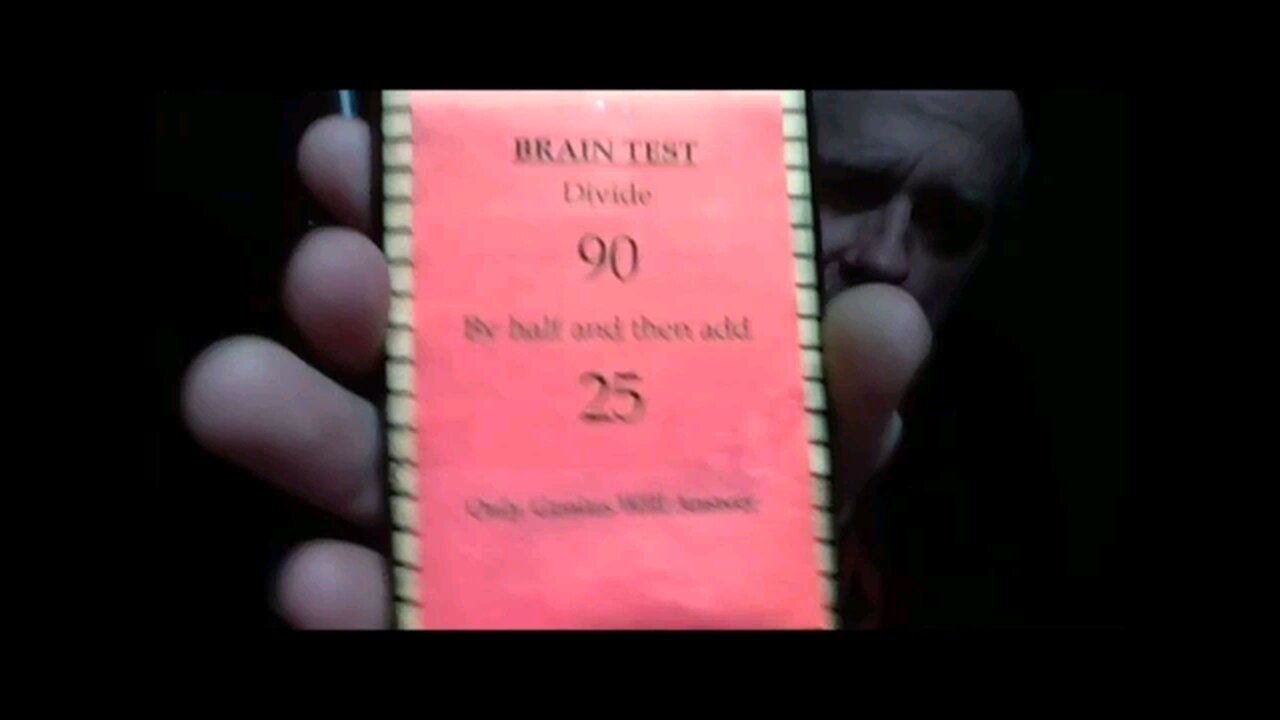 BRAIN TEST
Divide
90
By half and then add
25
Only Genius Will Answer